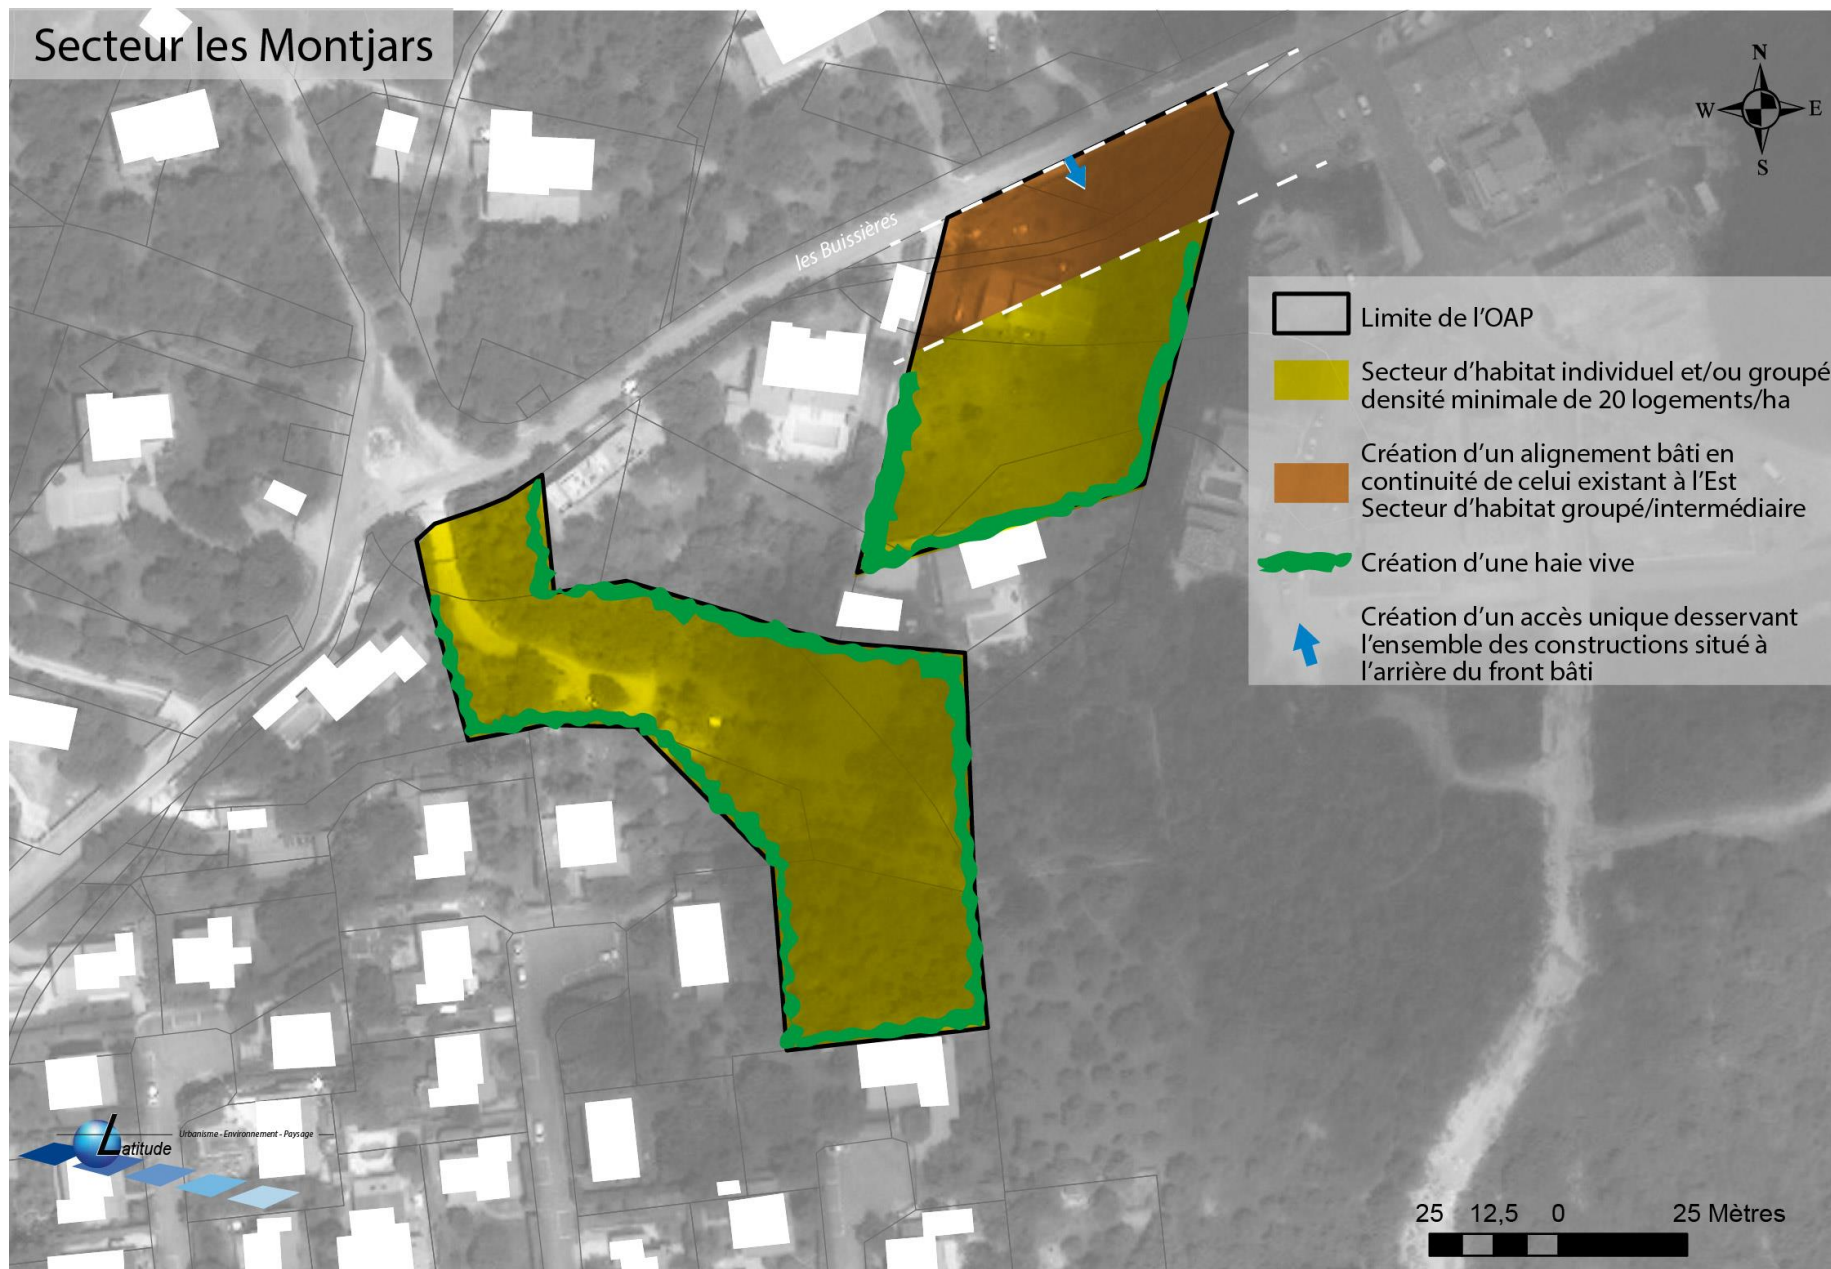 Secteur les Montjars
N
W E
S
les Buissières
Limite de l'OAP
Secteur d'habitat individuel et/ou groupé
densité minimale de 20 logements/ha
Création d'un alignement bâti en
continuité de celui existant à l'Est
Secteur d'habitat groupé/intermédiaire
Création d'une haie vive
Création d'un accès unique desservant
l'ensemble des constructions situé à
l'arrière du front bâti
Latitude
Urbanisme - Environnement - Paysage
25 12,5 0 25 Mètres